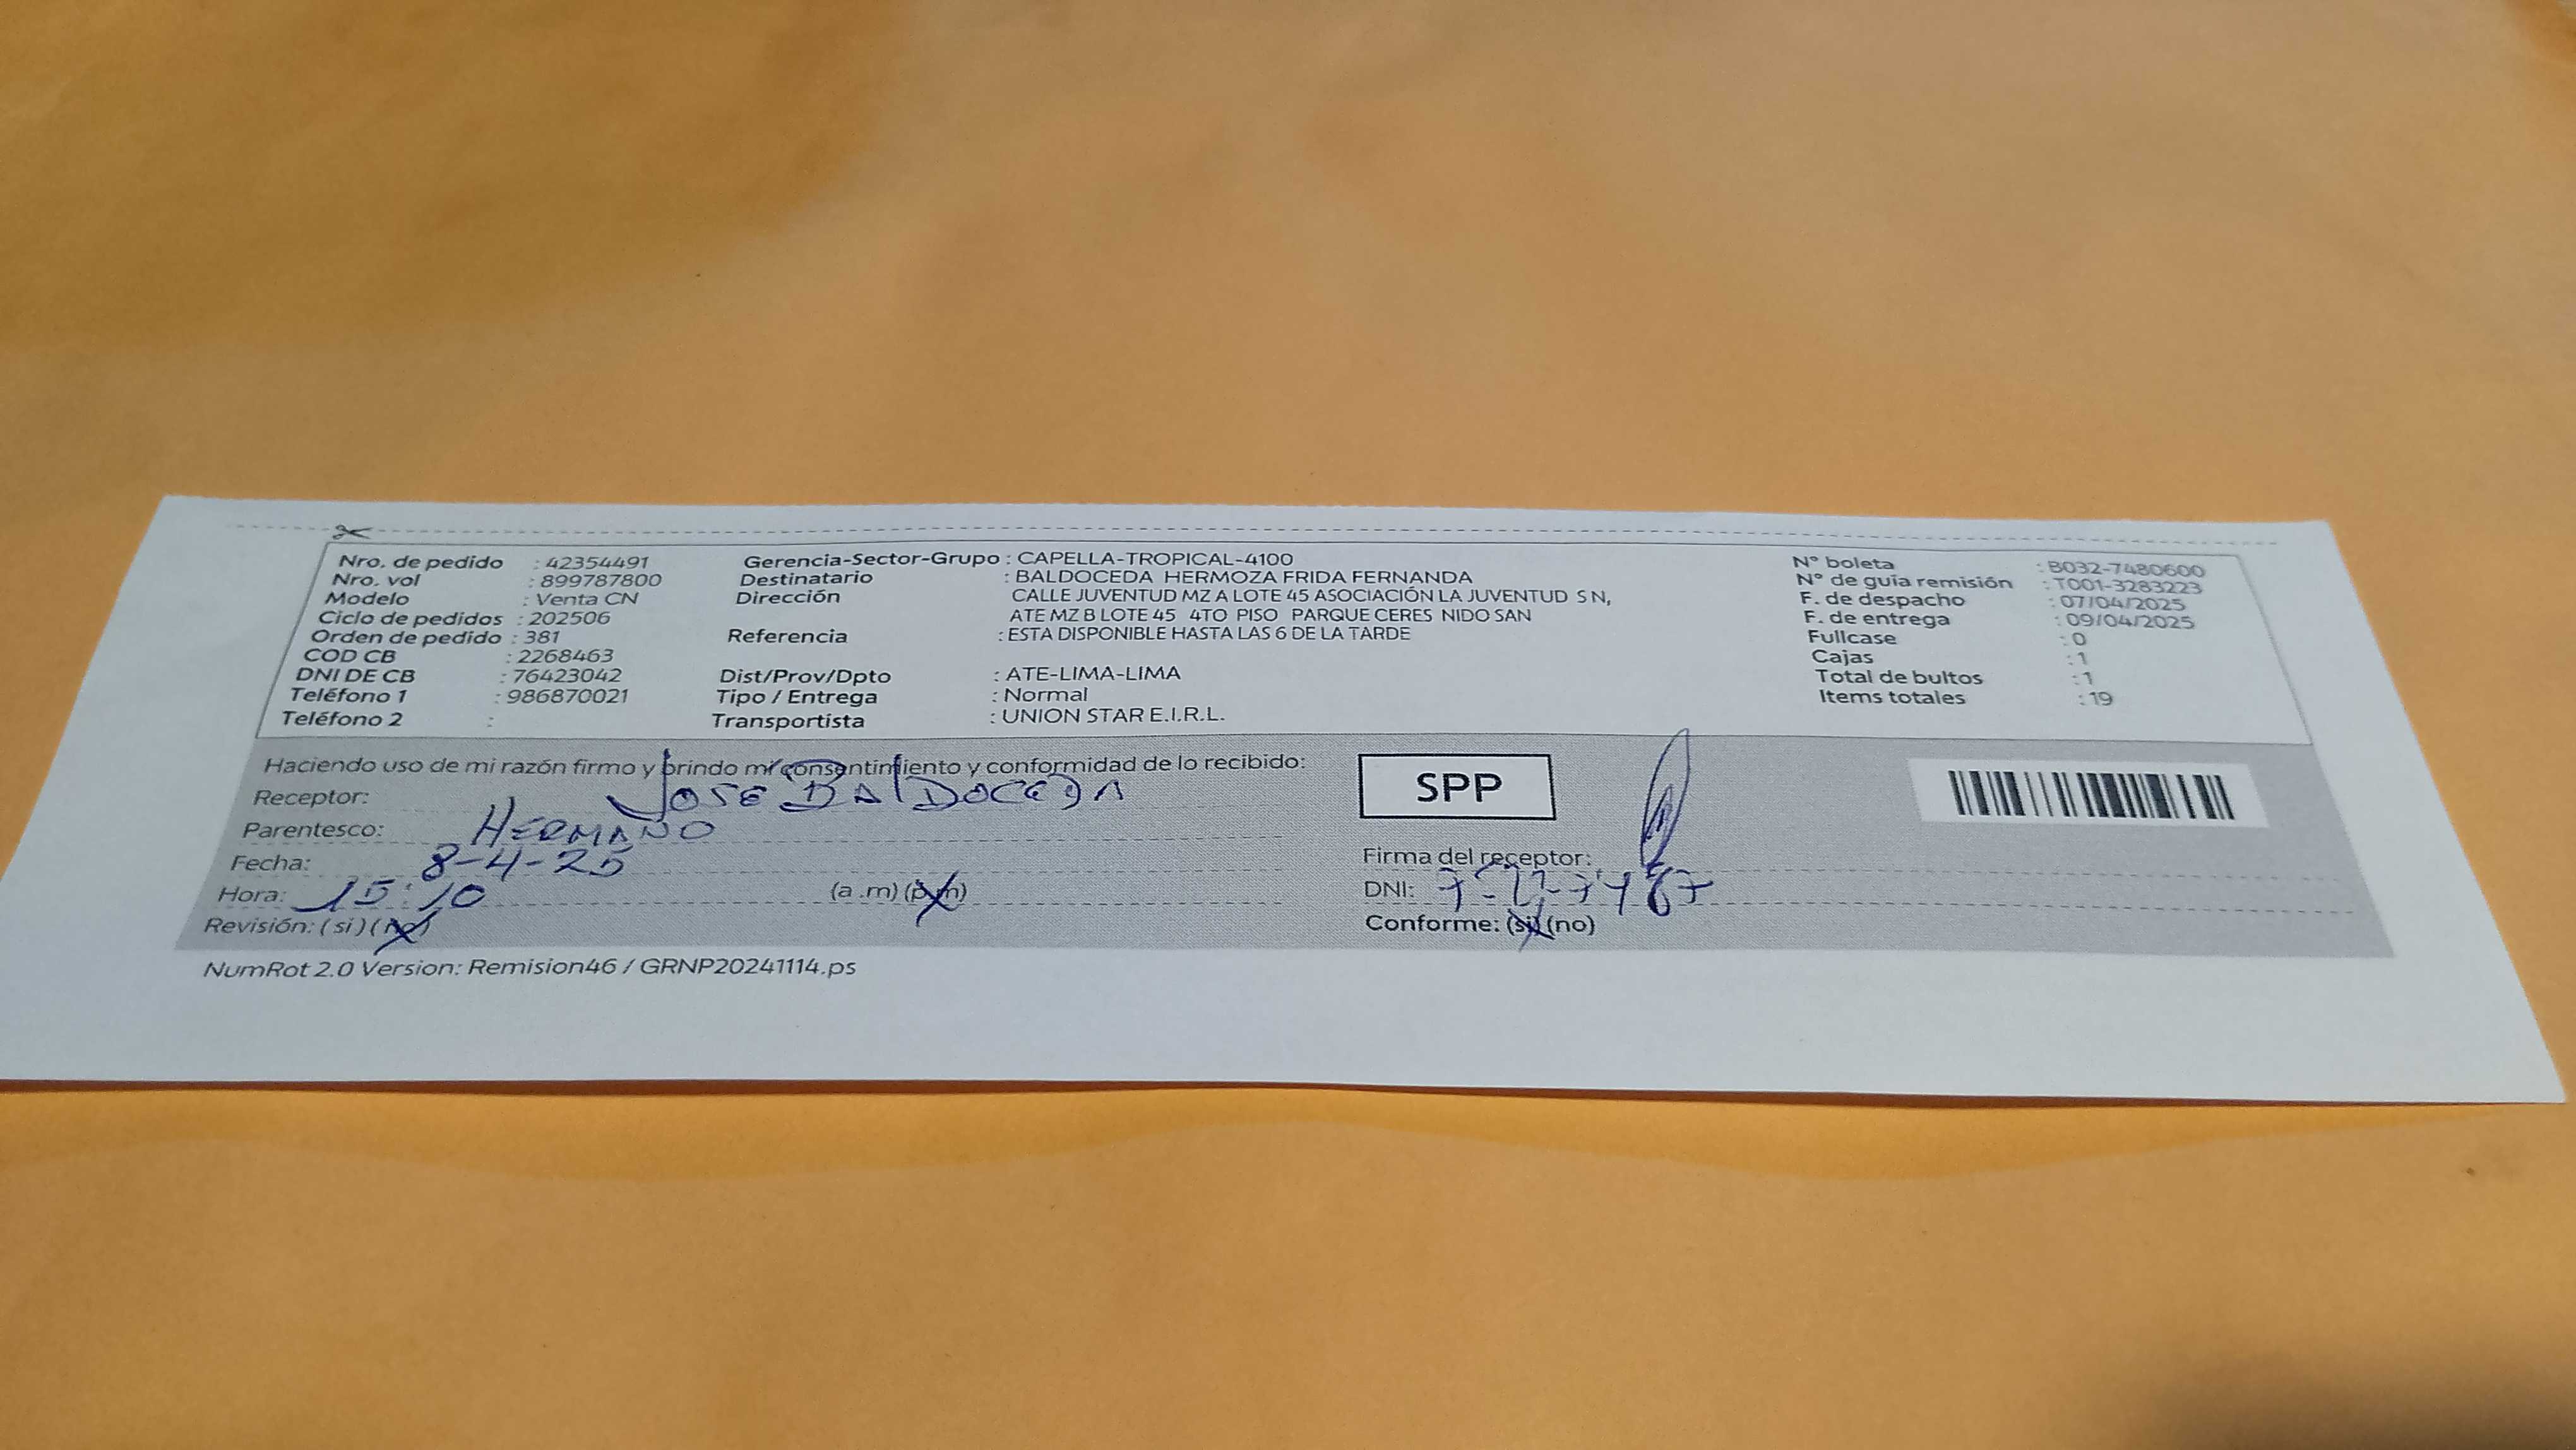 Nro. de pedido : 42354491
Nro. vol : 899787800
Modelo : Venta CN
Ciclo de pedidos : 202506
Orden de pedido : 381
COD CB : 2268463
DNI DE CB : 76423042
Teléfono 1 : 986870021
Teléfono 2 :
Gerencia-Sector-Grupo : CAPELLA-TROPICAL-4100
Destinatario : BALDOCEDA HERMOZA FRIDA FERNANDA
Dirección CALLE JUVENTUD MZ A LOTE 45 ASOCIACIÓN LA JUVENTUD S N,
ATE MZ B LOTE 45 4TO PISO PARQUE CERES NIDO SAN
Referencia : ESTA DISPONIBLE HASTA LAS 6 DE LA TARDE
Dist/Prov/Dpto : ATE-LIMA-LIMA
Tipo / Entrega : Normal
Transportista : UNION STAR E.I.R.L.
N° boleta : B032-7480600
N° de guía remisión : T001-3283223
F. de despacho : 07/04/2025
F. de entrega : 09/04/2025
Fullcase : 0
Cajas : 1
Total de bultos : 1
Items totales : 19
Haciendo uso de mi razón firmo y brindo mi consentimiento y conformidad de lo recibido:
Receptor: JOSE BALDOCEDA
Parentesco: HERMANO
Fecha: 8-4-25
Hora: 15:10 (a .m) (p.m)
Revisión: ( si ) ( no )
SPP
Firma del receptor:
DNI:
Conforme: (si) (no)
NumRot 2.0 Version: Remision46 / GRNP20241114.ps